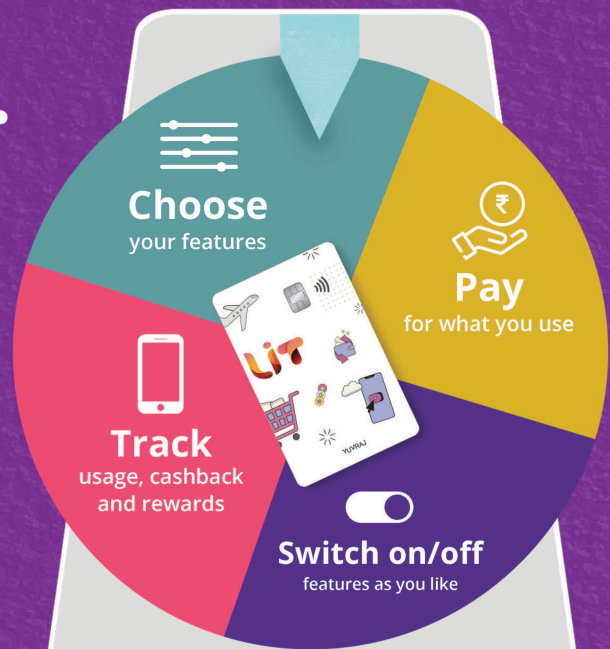 Choose
your features
₹
Pay
for what you use
LIT
YUVRAJ
Track
usage, cashback
and rewards
Switch on/off
features as you like